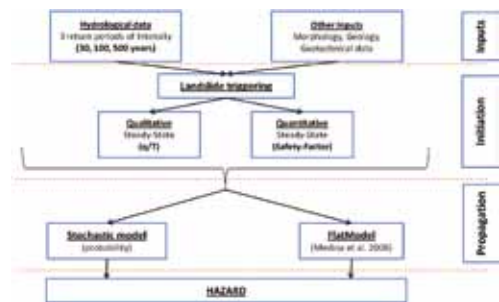 Hydrological data
3 return periods of Intensity
(50, 100, 500 years)
Other Inputs
Morphology, Geology,
Geotechnical data
Inputs
Landslide triggering
Qualitative
Steady-State
(q/T)
Quantitative
Steady-State
(Safety-Factor)
Initiation
Stochastic model
(probability)
FlatModel
(Medina et al. 2008)
Propagation
HAZARD